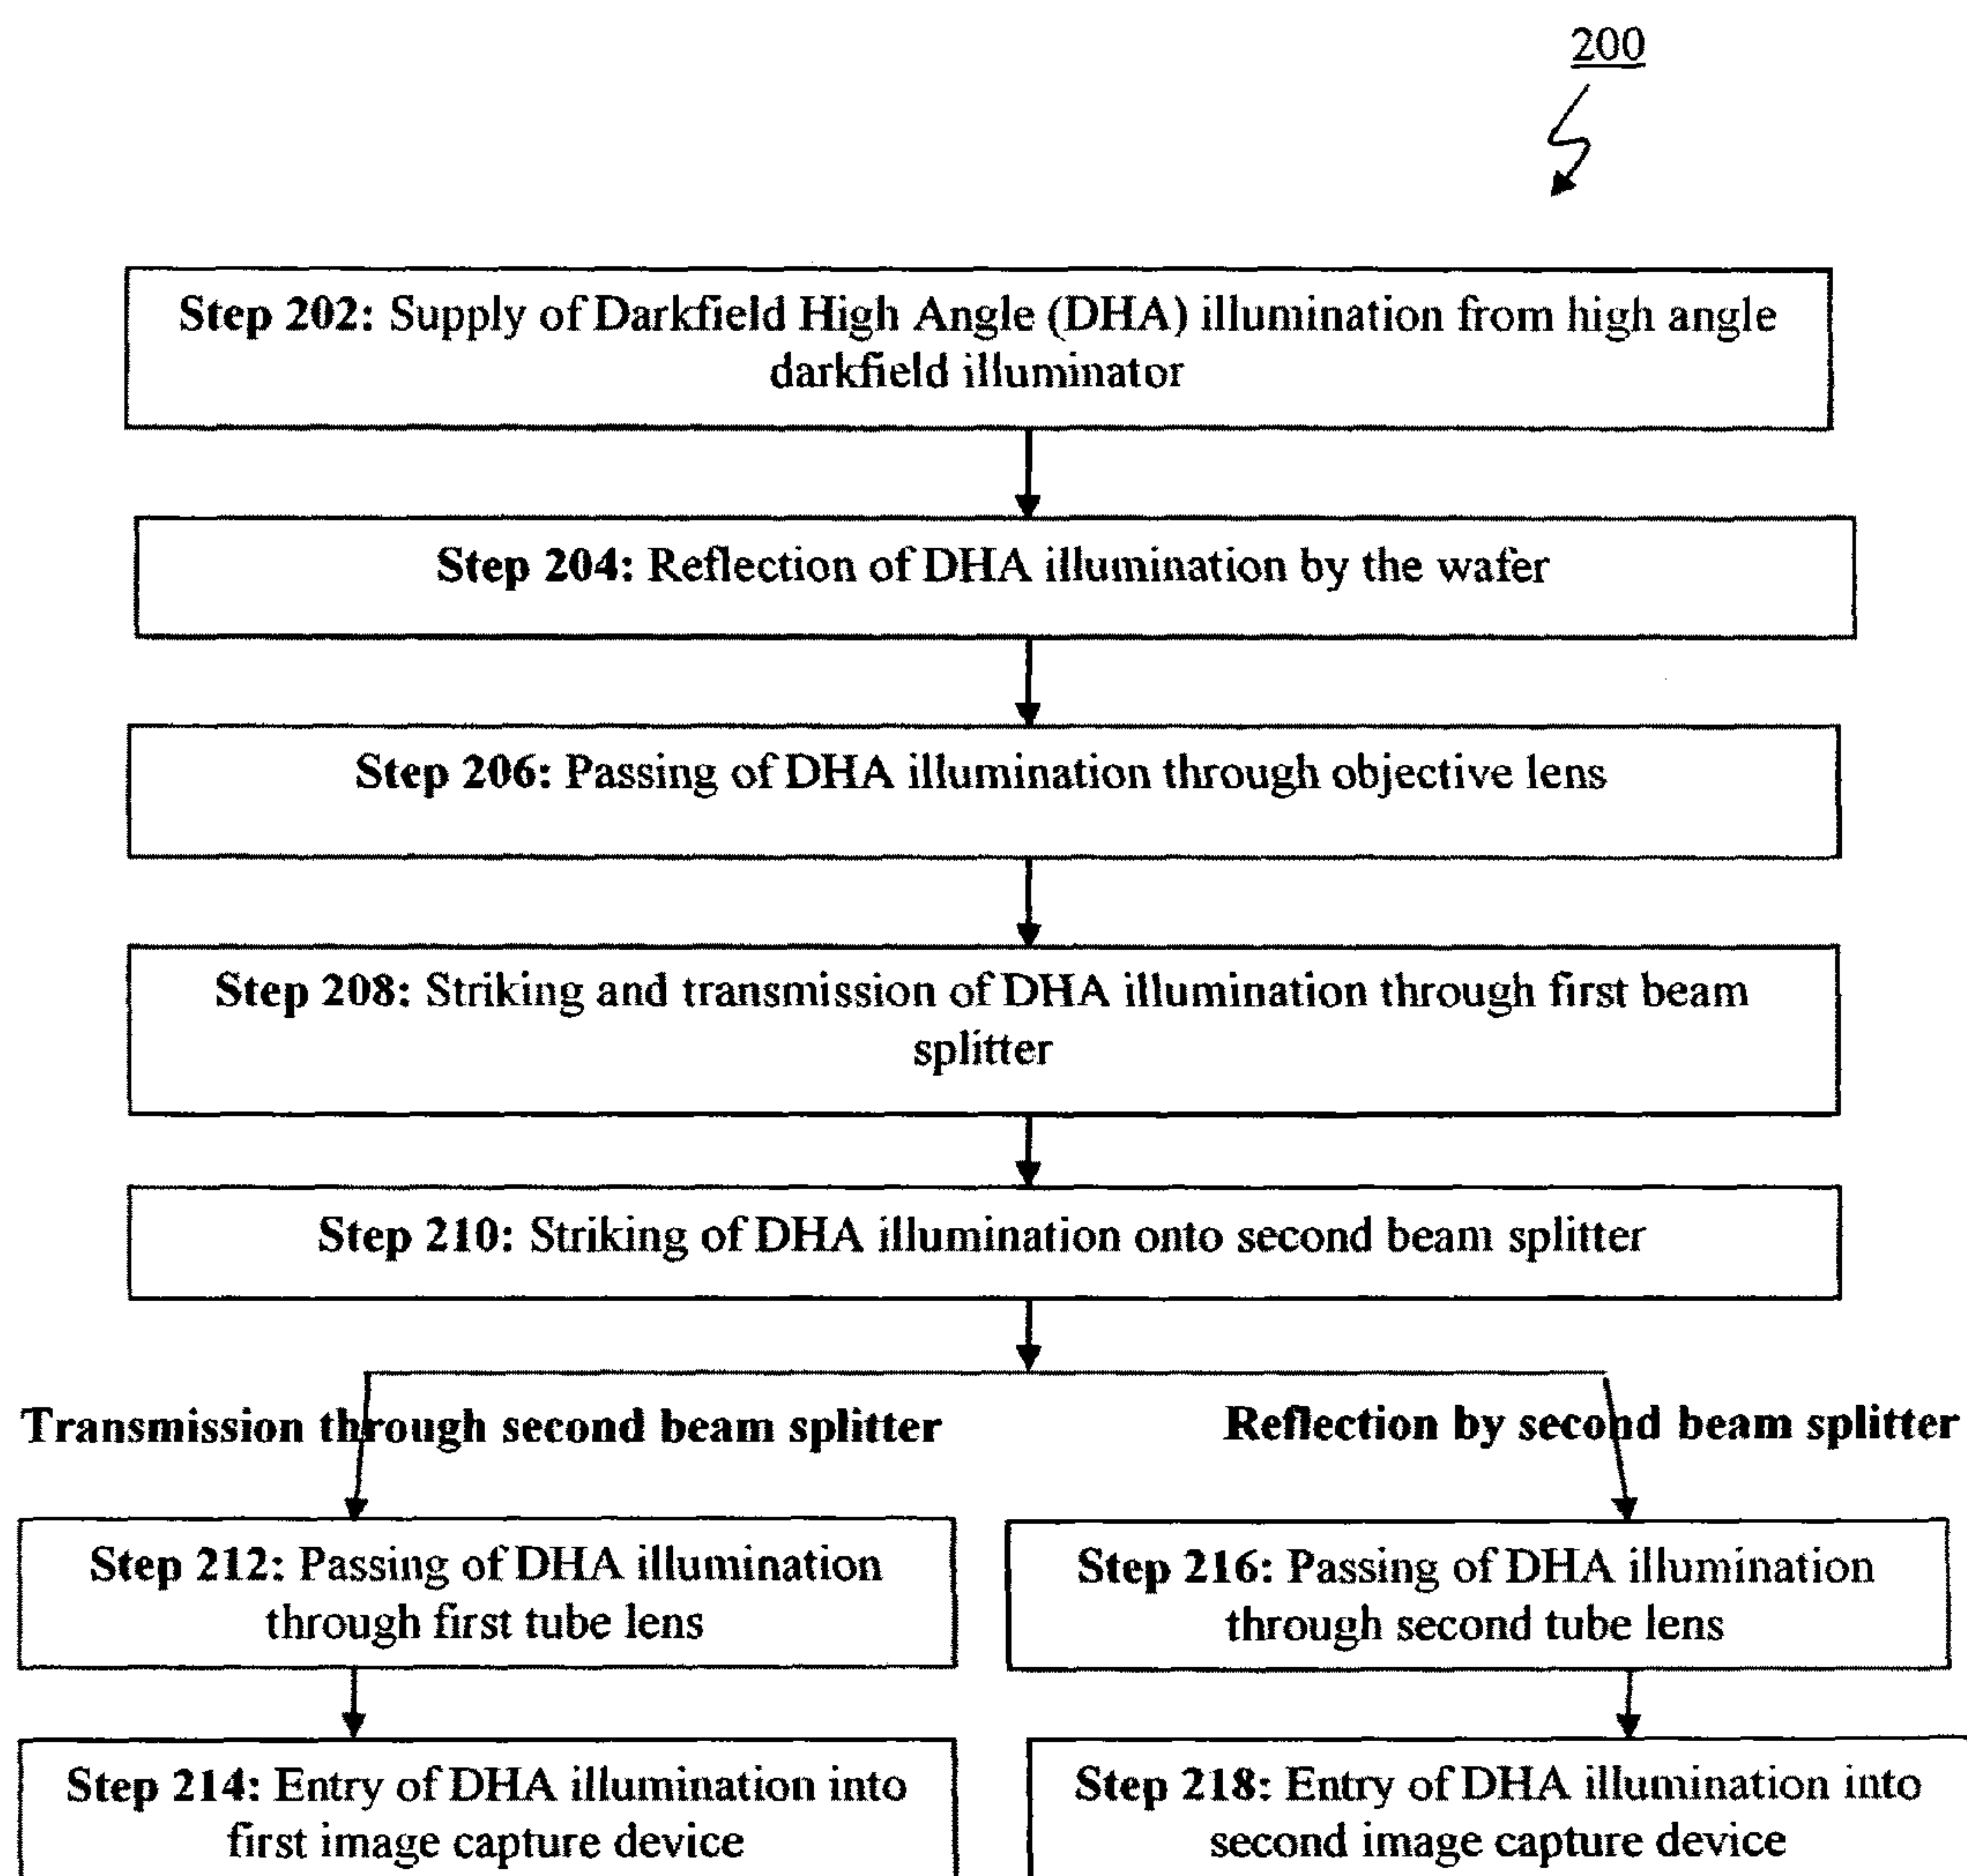 200
Step 202: Supply of Darkfield High Angle (DHA) illumination from high angle
darkfield illuminator
Step 204: Reflection of DHA illumination by the wafer
Step 206: Passing of DHA illumination through objective lens
Step 208: Striking and transmission of DHA illumination through first beam
splitter
Step 210: Striking of DHA illumination onto second beam splitter
Transmission through second beam splitter
Reflection by second beam splitter
Step 212: Passing of DHA illumination
through first tube lens
Step 216: Passing of DHA illumination
through second tube lens
Step 214: Entry of DHA illumination into
first image capture device
Step 218: Entry of DHA illumination into
second image capture device